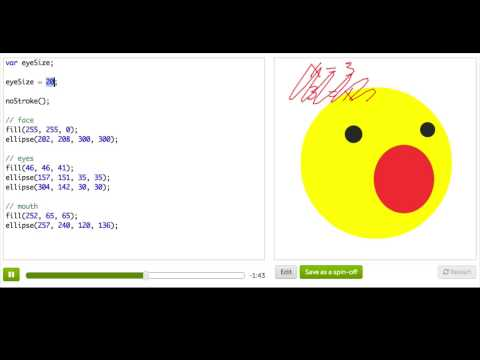 var eyeSize;
eyeSize = 20;
noStroke();
// face
fill(255, 255, 0);
ellipse(202, 208, 300, 300);
// eyes
fill(46, 46, 41);
ellipse(157, 151, 35, 35);
ellipse(304, 142, 30, 30);
// mouth
fill(252, 65, 65);
ellipse(257, 240, 120, 136);
-1:43
Edit
Save as a spin-off
Restart